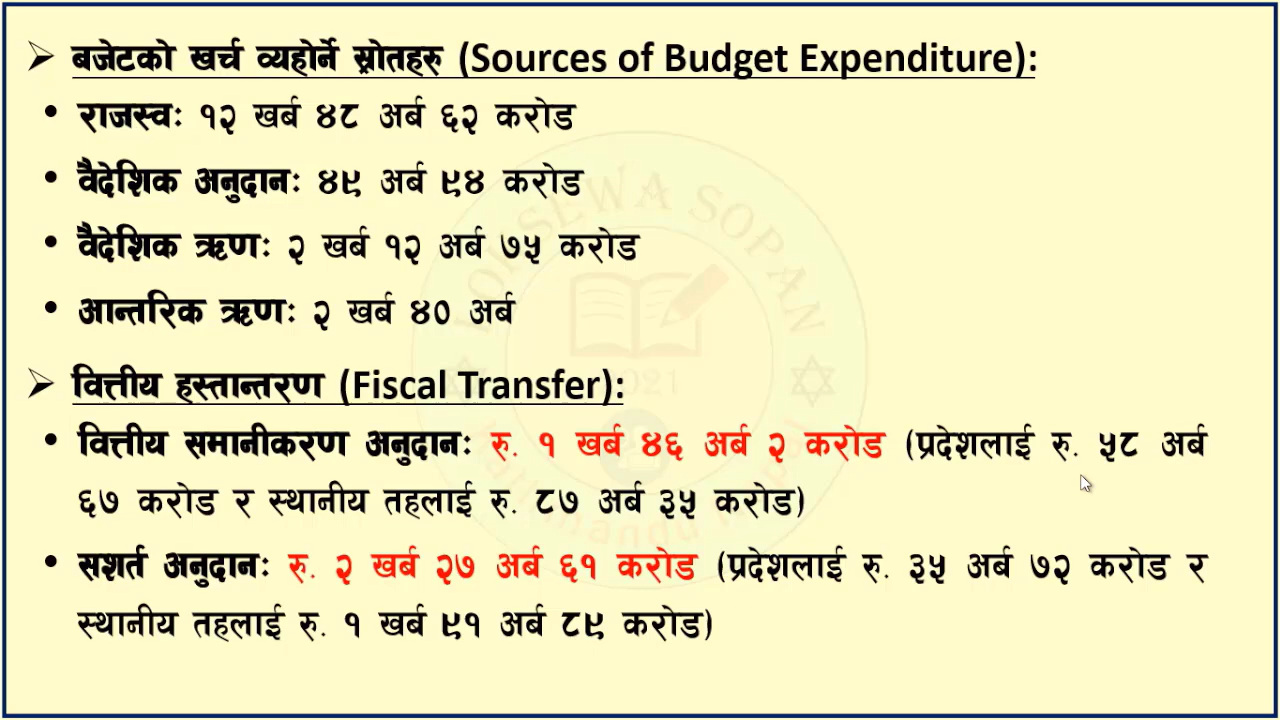 ➢ बजेटको खर्च व्यहोर्ने स्रोतहरु (Sources of Budget Expenditure):
• राजस्वः १२ खर्ब ४८ अर्ब ६२ करोड
• वैदेशिक अनुदानः ४९ अर्ब ९४ करोड
• वैदेशिक ऋणः २ खर्ब १२ अर्ब ७५ करोड
• आन्तरिक ऋणः २ खर्ब ४० अर्ब
➢ वित्तीय हस्तान्तरण (Fiscal Transfer):
• वित्तीय समानीकरण अनुदानः रु. १ खर्ब ४६ अर्ब २ करोड (प्रदेशलाई रु. ५८ अर्ब
६७ करोड र स्थानीय तहलाई रु. ८७ अर्ब ३५ करोड)
• सशर्त अनुदानः रु. २ खर्ब २७ अर्ब ६१ करोड (प्रदेशलाई रु. ३५ अर्ब ७२ करोड र
स्थानीय तहलाई रु. १ खर्ब ९१ अर्ब ८९ करोड)
LOKSEWA SOPAN
2021